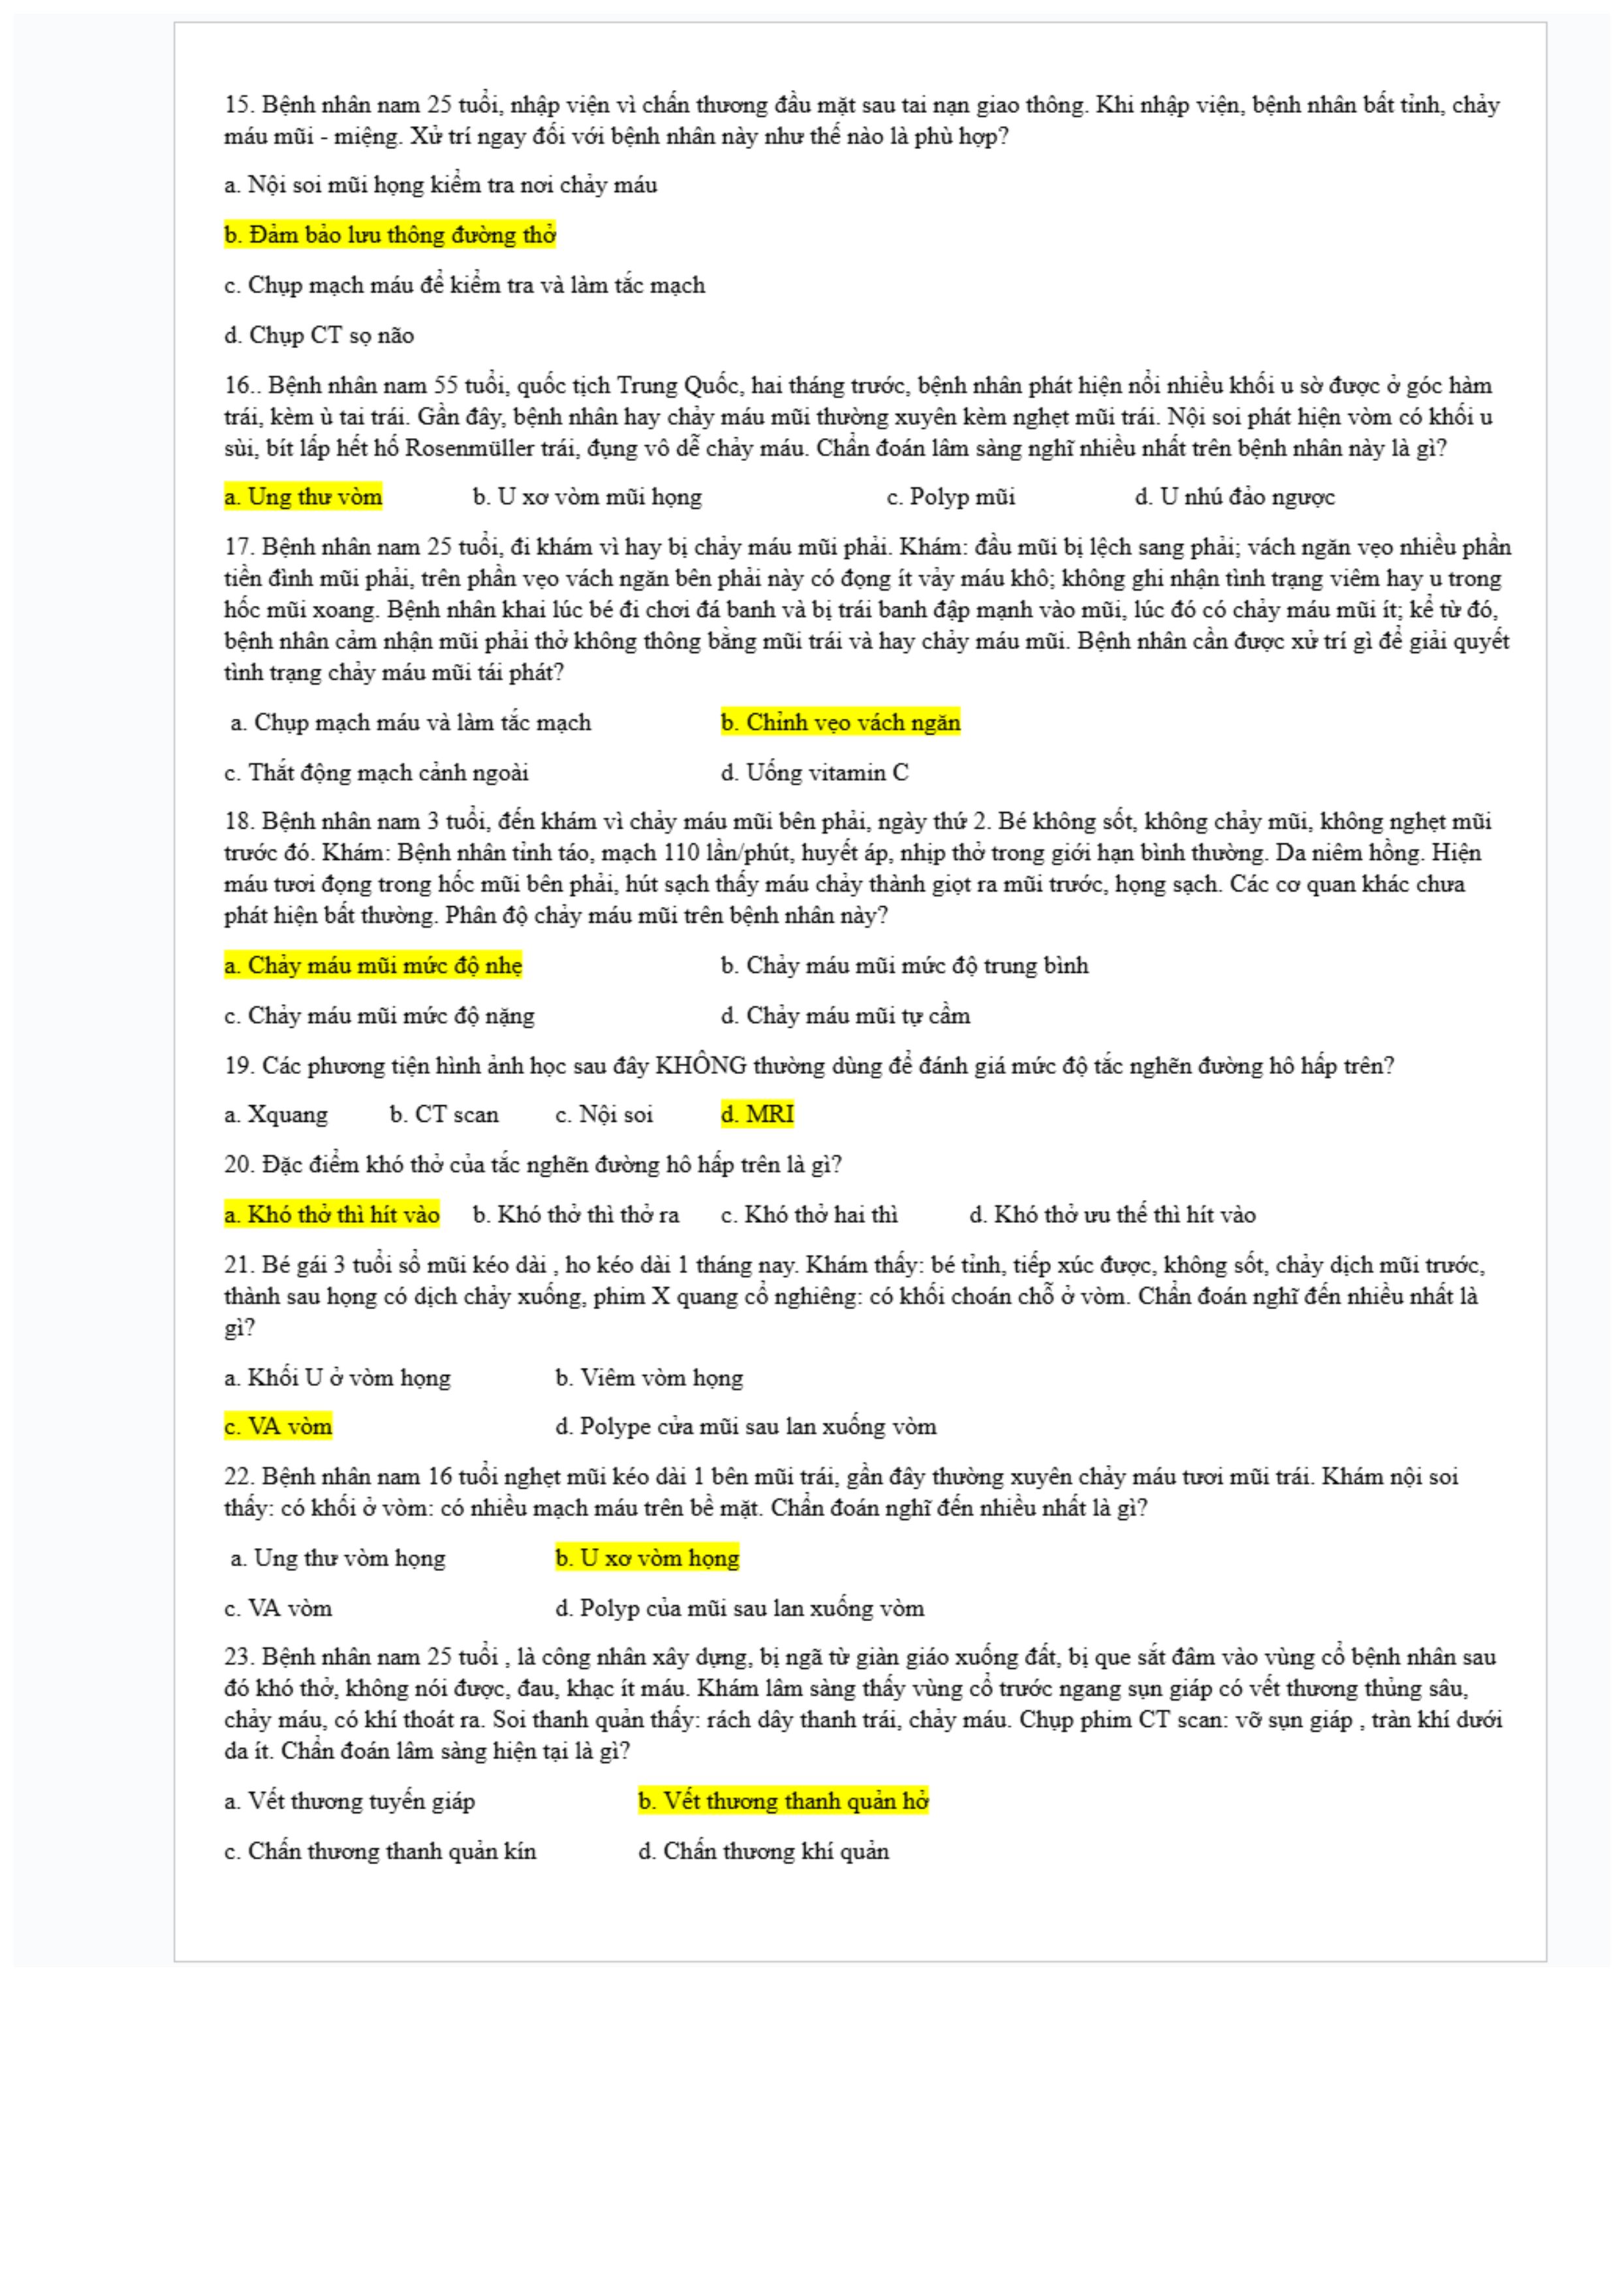 15. Bệnh nhân nam 25 tuổi, nhập viện vì chấn thương đầu mặt sau tai nạn giao thông. Khi nhập viện, bệnh nhân bất tỉnh, chảy
máu mũi - miệng. Xử trí ngay đối với bệnh nhân này như thế nào là phù hợp?
a. Nội soi mũi họng kiểm tra nơi chảy máu
b. Đảm bảo lưu thông đường thở
c. Chụp mạch máu để kiểm tra và làm tắc mạch
d. Chụp CT sọ não
16.. Bệnh nhân nam 55 tuổi, quốc tịch Trung Quốc, hai tháng trước, bệnh nhân phát hiện nổi nhiều khối u sờ được ở góc hàm
trái, kèm ù tai trái. Gần đây, bệnh nhân hay chảy máu mũi thường xuyên kèm nghẹt mũi trái. Nội soi phát hiện vòm có khối u
sùi, bít lấp hết hố Rosenmüller trái, đụng vô dễ chảy máu. Chẩn đoán lâm sàng nghĩ nhiều nhất trên bệnh nhân này là gì?
a. Ung thư vòm b. U xơ vòm mũi họng c. Polyp mũi d. U nhú đảo ngược
17. Bệnh nhân nam 25 tuổi, đi khám vì hay bị chảy máu mũi phải. Khám: đầu mũi bị lệch sang phải; vách ngăn vẹo nhiều phần
tiền đình mũi phải, trên phần vẹo vách ngăn bên phải này có đọng ít vảy máu khô; không ghi nhận tình trạng viêm hay u trong
hốc mũi xoang. Bệnh nhân khai lúc bé đi chơi đá banh và bị trái banh đập mạnh vào mũi, lúc đó có chảy máu mũi ít; kể từ đó,
bệnh nhân cảm nhận mũi phải thở không thông bằng mũi trái và hay chảy máu mũi. Bệnh nhân cần được xử trí gì để giải quyết
tình trạng chảy máu mũi tái phát?
a. Chụp mạch máu và làm tắc mạch b. Chỉnh vẹo vách ngăn
c. Thắt động mạch cảnh ngoài d. Uống vitamin C
18. Bệnh nhân nam 3 tuổi, đến khám vì chảy máu mũi bên phải, ngày thứ 2. Bé không sốt, không chảy mũi, không nghẹt mũi
trước đó. Khám: Bệnh nhân tỉnh táo, mạch 110 lần/phút, huyết áp, nhịp thở trong giới hạn bình thường. Da niêm hồng. Hiện
máu tươi đọng trong hốc mũi bên phải, hút sạch thấy máu chảy thành giọt ra mũi trước, họng sạch. Các cơ quan khác chưa
phát hiện bất thường. Phân độ chảy máu mũi trên bệnh nhân này?
a. Chảy máu mũi mức độ nhẹ b. Chảy máu mũi mức độ trung bình
c. Chảy máu mũi mức độ nặng d. Chảy máu mũi tự cầm
19. Các phương tiện hình ảnh học sau đây KHÔNG thường dùng để đánh giá mức độ tắc nghẽn đường hô hấp trên?
a. Xquang b. CT scan c. Nội soi d. MRI
20. Đặc điểm khó thở của tắc nghẽn đường hô hấp trên là gì?
a. Khó thở thì hít vào b. Khó thở thì thở ra c. Khó thở hai thì d. Khó thở ưu thế thì hít vào
21. Bé gái 3 tuổi sổ mũi kéo dài , ho kéo dài 1 tháng nay. Khám thấy: bé tỉnh, tiếp xúc được, không sốt, chảy dịch mũi trước,
thành sau họng có dịch chảy xuống, phim X quang cổ nghiêng: có khối choán chỗ ở vòm. Chẩn đoán nghĩ đến nhiều nhất là
gì?
a. Khối U ở vòm họng b. Viêm vòm họng
c. VA vòm d. Polype cửa mũi sau lan xuống vòm
22. Bệnh nhân nam 16 tuổi nghẹt mũi kéo dài 1 bên mũi trái, gần đây thường xuyên chảy máu tươi mũi trái. Khám nội soi
thấy: có khối ở vòm: có nhiều mạch máu trên bề mặt. Chẩn đoán nghĩ đến nhiều nhất là gì?
a. Ung thư vòm họng b. U xơ vòm họng
c. VA vòm d. Polyp của mũi sau lan xuống vòm
23. Bệnh nhân nam 25 tuổi , là công nhân xây dựng, bị ngã từ giàn giáo xuống đất, bị que sắt đâm vào vùng cổ bệnh nhân sau
đó khó thở, không nói được, đau, khạc ít máu. Khám lâm sàng thấy vùng cổ trước ngang sụn giáp có vết thương thủng sâu,
chảy máu, có khí thoát ra. Soi thanh quản thấy: rách dây thanh trái, chảy máu. Chụp phim CT scan: vỡ sụn giáp , tràn khí dưới
da ít. Chẩn đoán lâm sàng hiện tại là gì?
a. Vết thương tuyến giáp b. Vết thương thanh quản hở
c. Chấn thương thanh quản kín d. Chấn thương khí quản